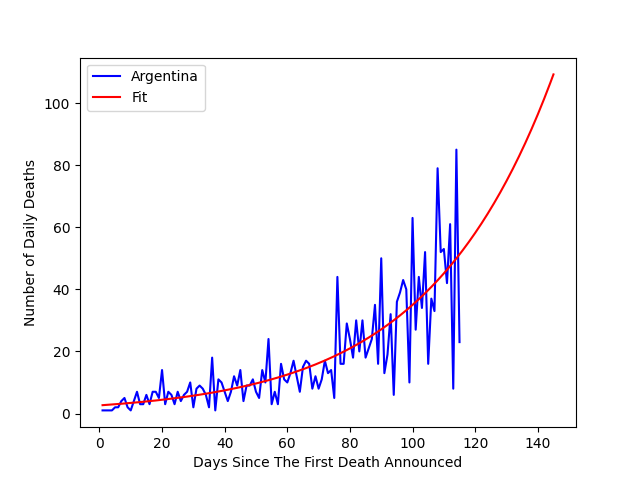 Argentina
Fit
Number of Daily Deaths
100
80
60
40
20
0
0 20 40 60 80 100 120 140
Days Since The First Death Announced